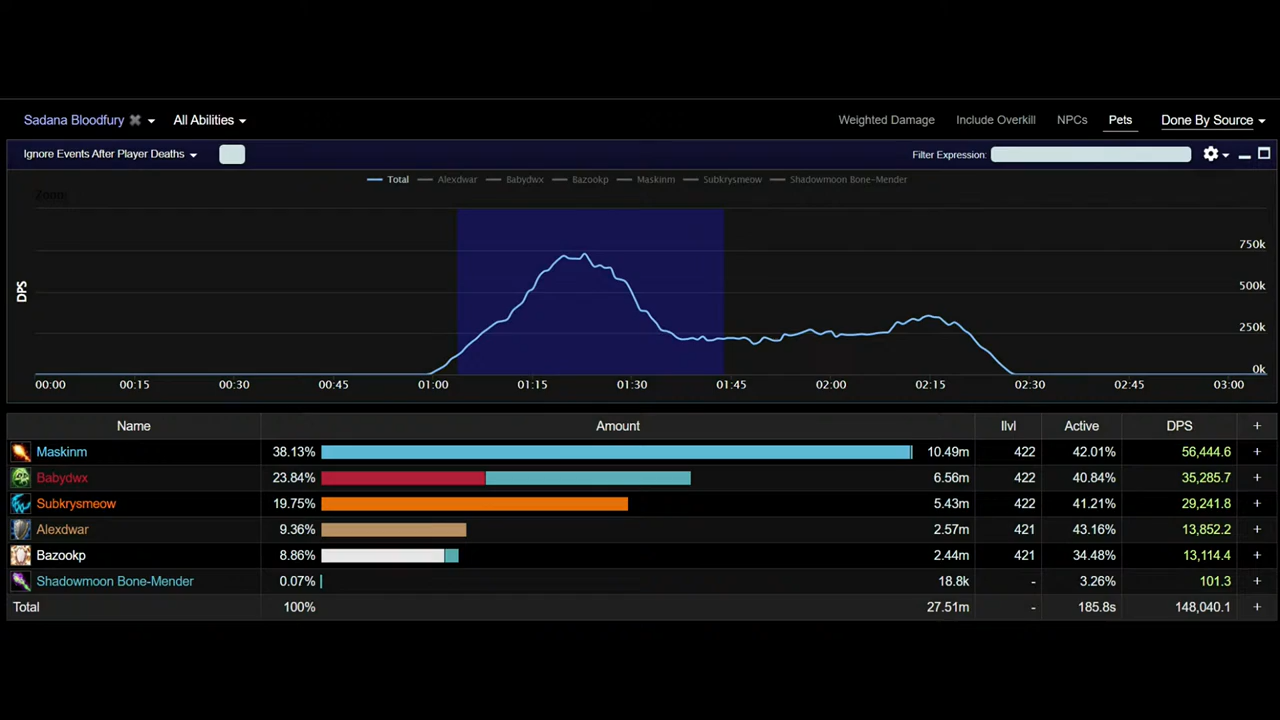 Sadana Bloodfury All Abilities Weighted Damage Include Overkill NPCs Pets Done By Source
Ignore Events After Player Deaths Filter Expression:
Total Alexdwar Babydwx Bazookp Maskinm Subkrysmeow Shadowmoon Bone-Mender
Zoom:
750k
500k
250k
0k
DPS
00:00 00:15 00:30 00:45 01:00 01:15 01:30 01:45 02:00 02:15 02:30 02:45 03:00
Name Amount Ilvl Active DPS +
Maskinm 38.13% 10.49m 422 42.01% 56,444.6 +
Babydwx 23.84% 6.56m 422 40.84% 35,285.7 +
Subkrysmeow 19.75% 5.43m 422 41.21% 29,241.8 +
Alexdwar 9.36% 2.57m 421 43.16% 13,852.2 +
Bazookp 8.86% 2.44m 421 34.48% 13,114.4 +
Shadowmoon Bone-Mender 0.07% 18.8k - 3.26% 101.3 +
Total 100% 27.51m - 185.8s 148,040.1 +